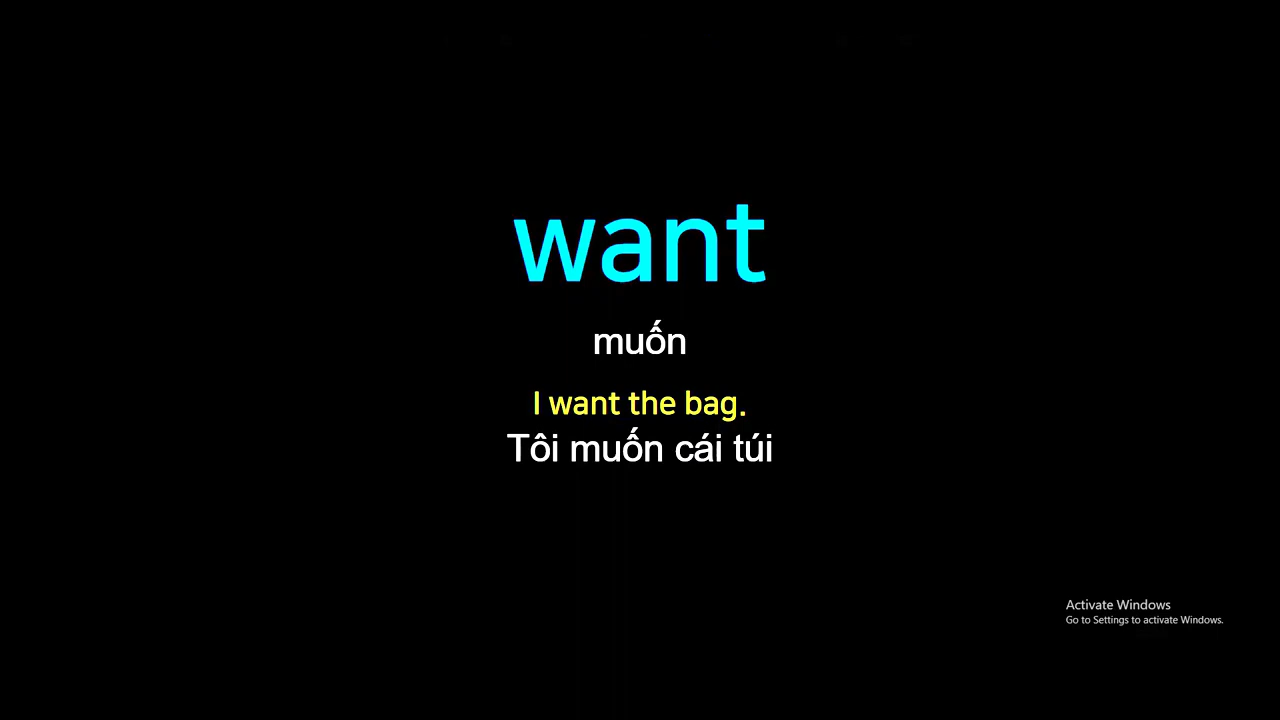 want
muốn
I want the bag.
Tôi muốn cái túi
Activate Windows
Go to Settings to activate Windows.